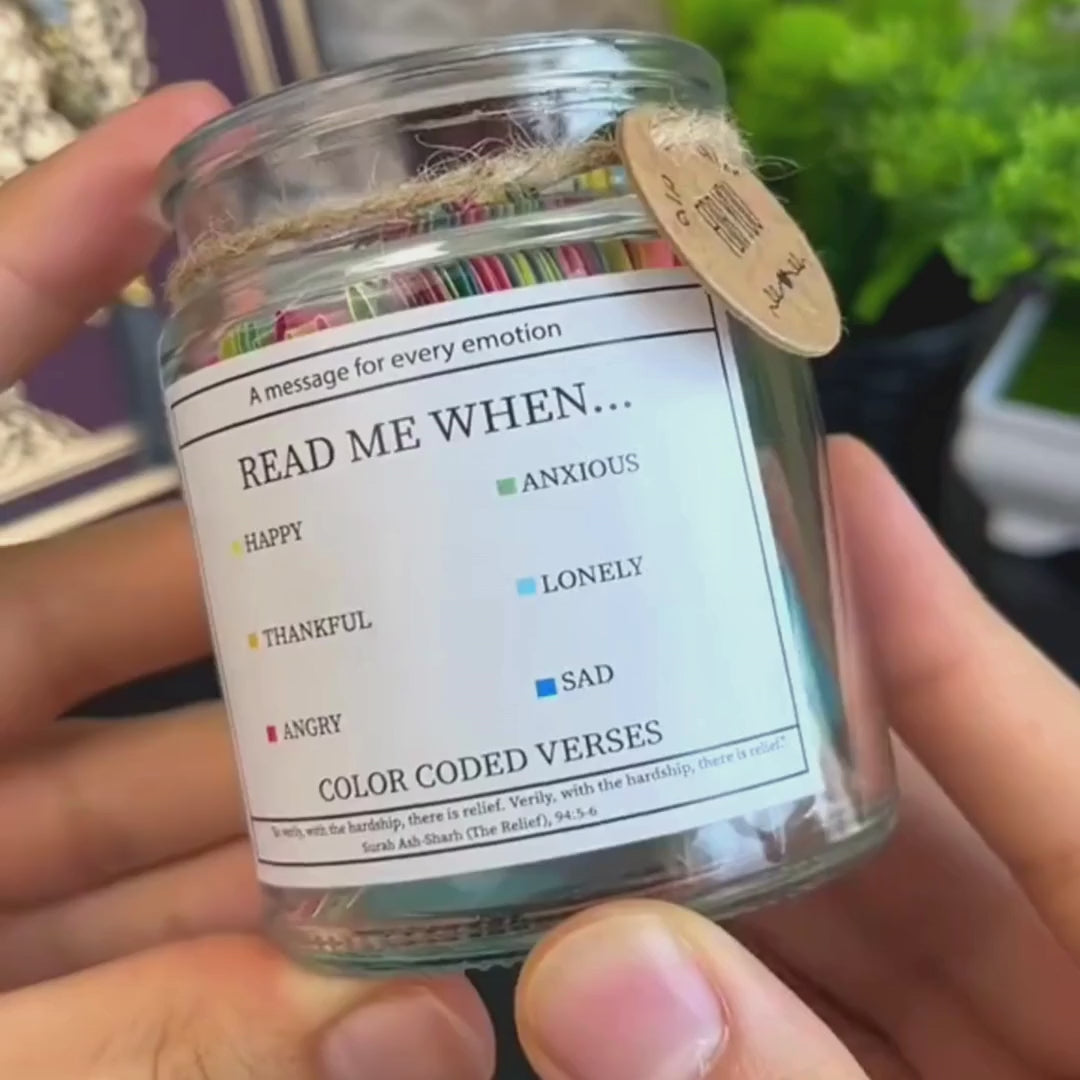 A message for every emotion
READ ME WHEN...
HAPPY
ANXIOUS
THANKFUL
LONELY
ANGRY
SAD
COLOR CODED VERSES
verily, with the hardship, there is relief. Verily, with the hardship, there is relief."
Surah Ash-Sharh (The Relief), 94:5-6